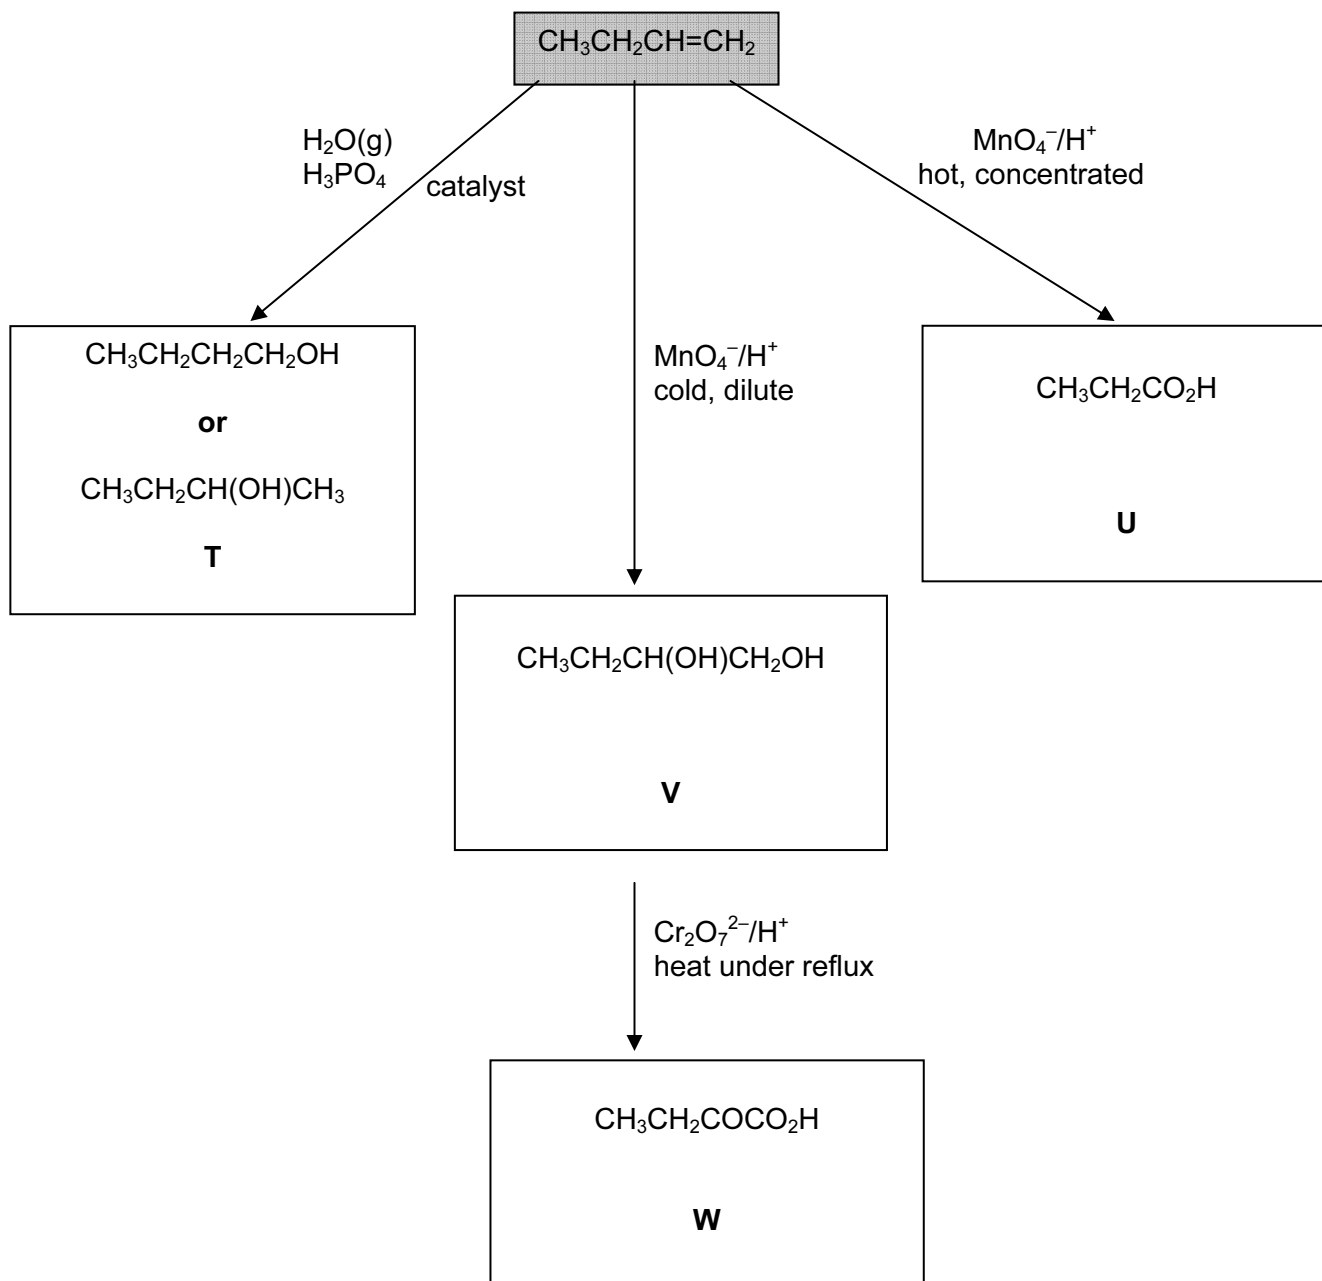 CH₃CH₂CH=CH₂
H₂O(g)
H₃PO₄
catalyst
MnO₄⁻/H⁺
hot, concentrated
MnO₄⁻/H⁺
cold, dilute
CH₃CH₂CH₂CH₂OH
or
CH₃CH₂CH(OH)CH₃
T
CH₃CH₂CO₂H
U
CH₃CH₂CH(OH)CH₂OH
V
Cr₂O₇²⁻/H⁺
heat under reflux
CH₃CH₂COCO₂H
W